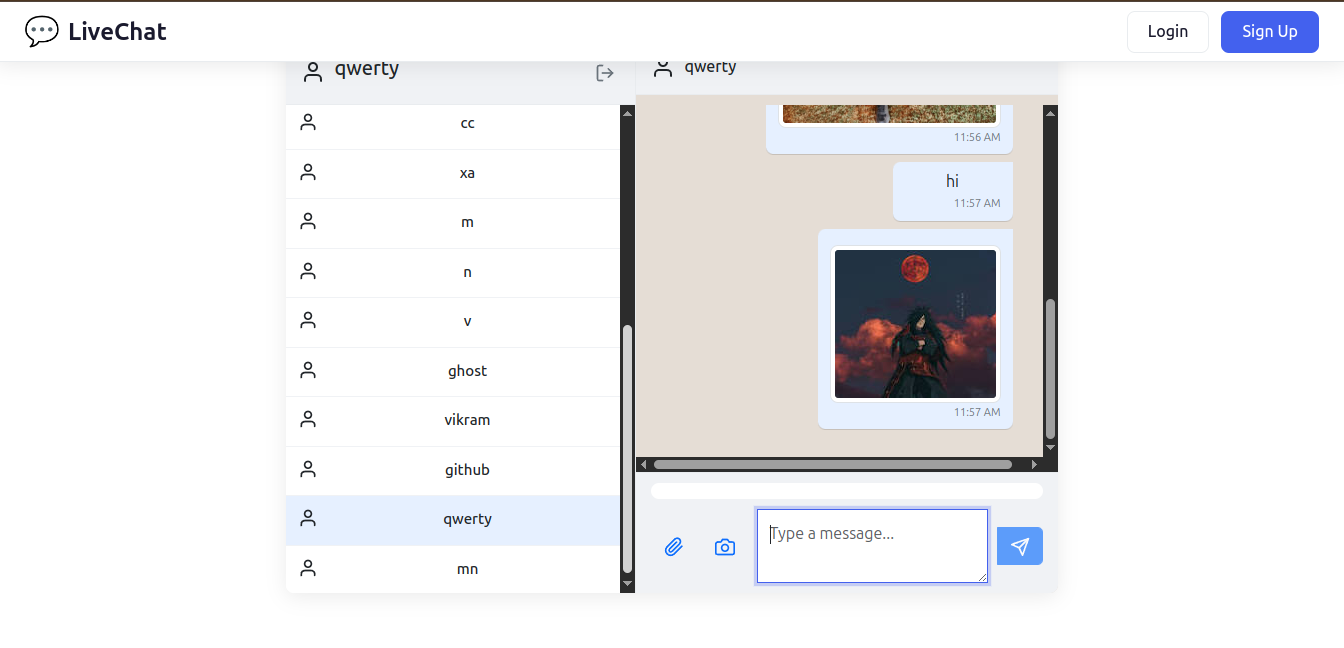 💬 LiveChat
Login
Sign Up
qwerty
cc
xa
m
n
v
ghost
vikram
github
qwerty
mn
qwerty
11:56 AM
hi
11:57 AM
11:57 AM
Type a message...